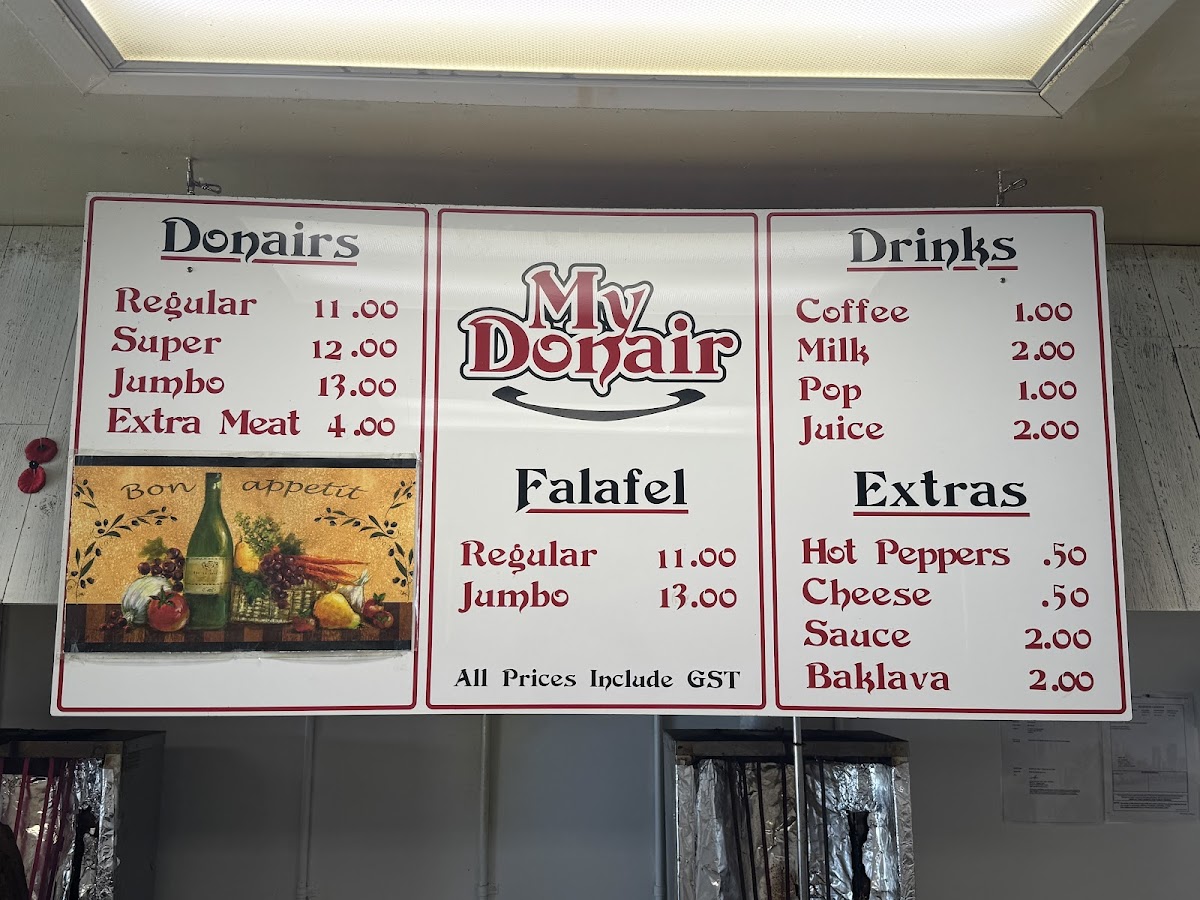 Donairs
Regular 11.00
Super 12.00
Jumbo 13.00
Extra Meat 4.00
Bon appetit
My
Donair
Falafel
Regular 11.00
Jumbo 13.00
All Prices Include GST
Drinks
Coffee 1.00
Milk 2.00
Pop 1.00
Juice 2.00
Extras
Hot Peppers .50
Cheese .50
Sauce 2.00
Baklava 2.00